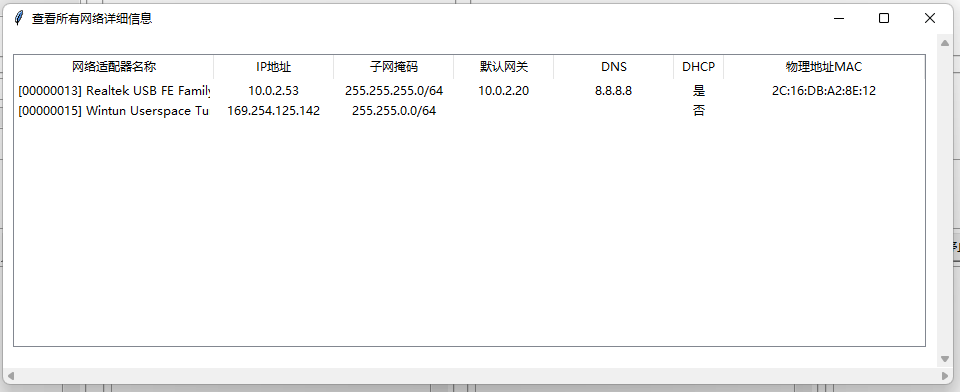 查看所有网络详细信息
网络适配器名称 IP地址 子网掩码 默认网关 DNS DHCP 物理地址MAC
[00000013] Realtek USB FE Family 10.0.2.53 255.255.255.0/64 10.0.2.20 8.8.8.8 是 2C:16:DB:A2:8E:12
[00000015] Wintun Userspace Tu 169.254.125.142 255.255.0.0/64 否